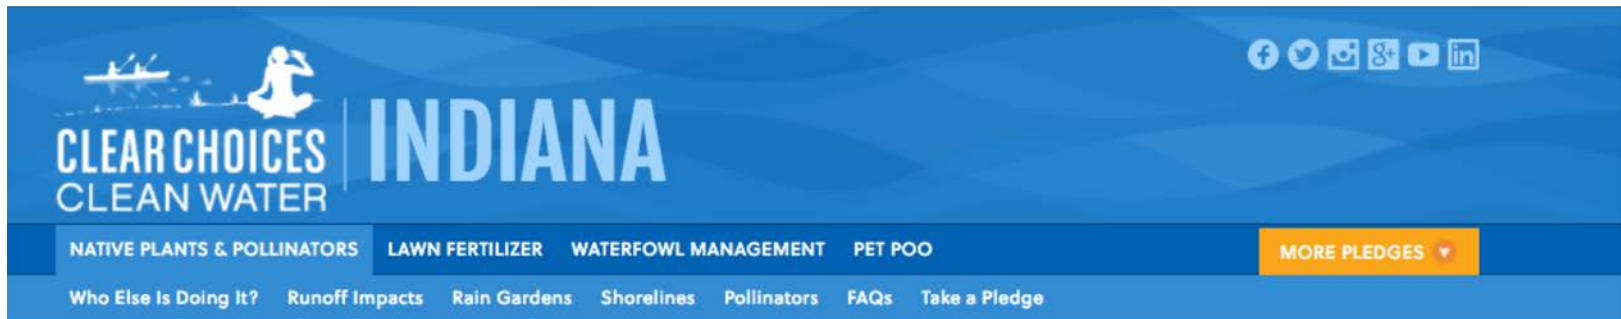 CLEAR CHOICES
CLEAN WATER
INDIANA
NATIVE PLANTS & POLLINATORS LAWN FERTILIZER WATERFOWL MANAGEMENT PET POO MORE PLEDGES
Who Else Is Doing It? Runoff Impacts Rain Gardens Shorelines Pollinators FAQs Take a Pledge